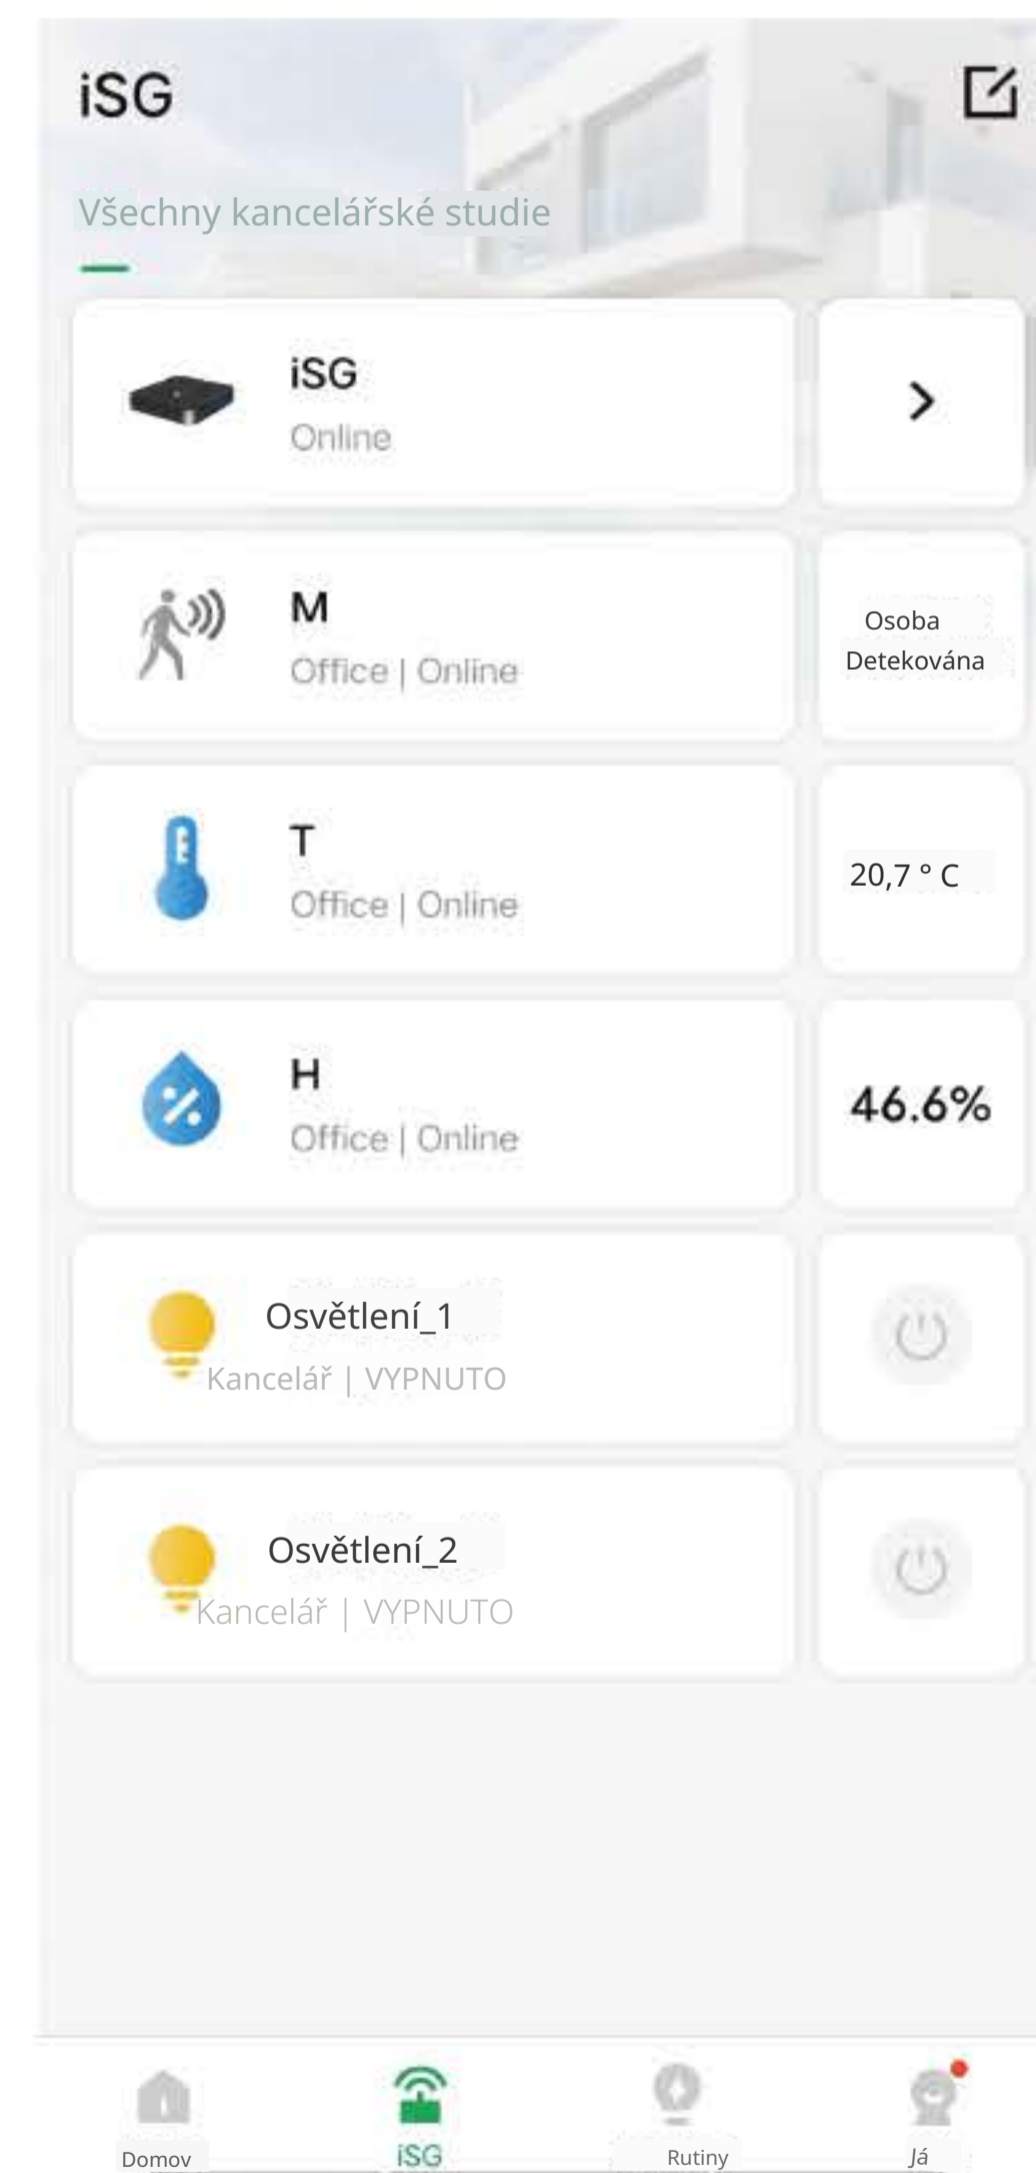 iSG
Všechny kancelářské studie
iSG
Online
M
Office | Online
Osoba
Detekována
T
Office | Online
20,7 ° C
H
Office | Online
46.6%
Osvětlení_1
Kancelář | VYPNUTO
Osvětlení_2
Kancelář | VYPNUTO
Domov
iSG
Rutiny
Já